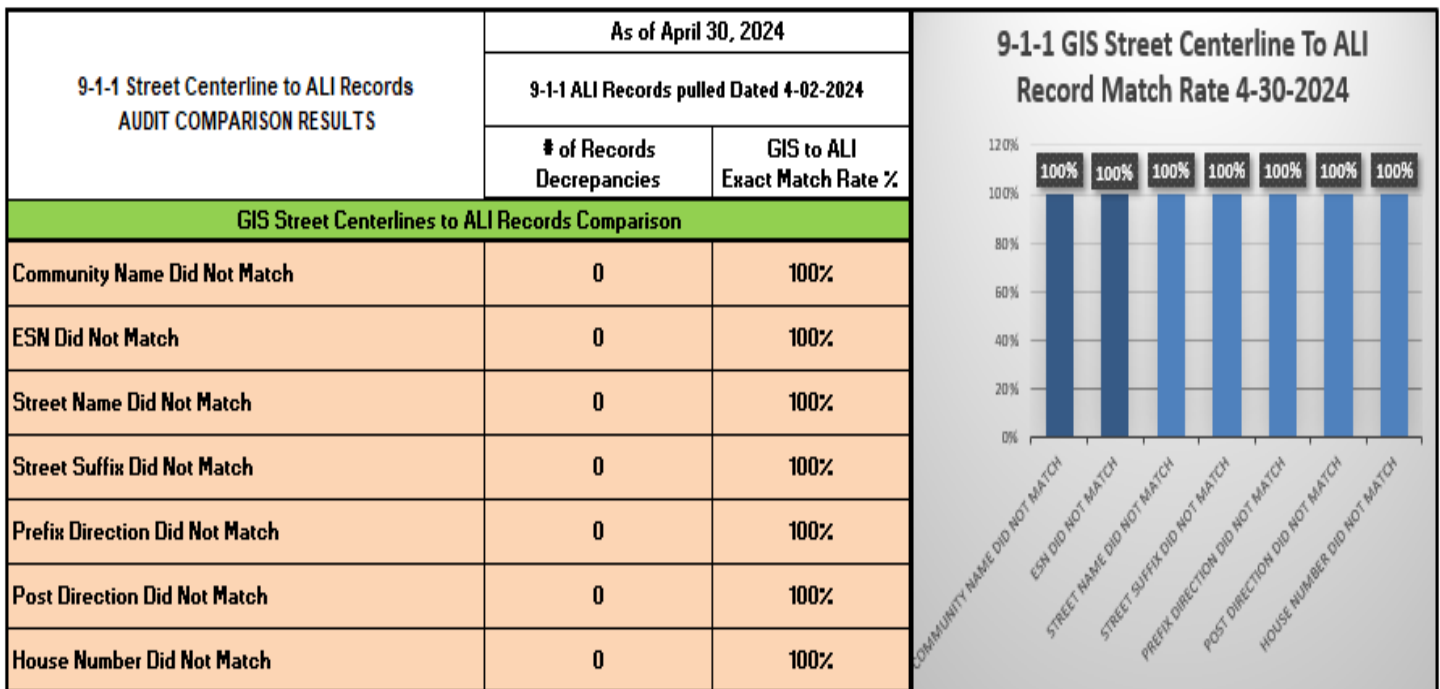 9-1-1 Street Centerline to ALI Records
AUDIT COMPARISON RESULTS
As of April 30, 2024
9-1-1 ALI Records pulled Dated 4-02-2024
# of Records
Decrepancies
GIS to ALI
Exact Match Rate %
GIS Street Centerlines to ALI Records Comparison
Community Name Did Not Match 0 100%
ESN Did Not Match 0 100%
Street Name Did Not Match 0 100%
Street Suffix Did Not Match 0 100%
Prefix Direction Did Not Match 0 100%
Post Direction Did Not Match 0 100%
House Number Did Not Match 0 100%
9-1-1 GIS Street Centerline To ALI
Record Match Rate 4-30-2024
120%
100%
80%
60%
40%
20%
0%
100% 100% 100% 100% 100% 100% 100%
COMMUNITY NAME DID NOT MATCH
ESN DID NOT MATCH
STREET NAME DID NOT MATCH
STREET SUFFIX DID NOT MATCH
PREFIX DIRECTION DID NOT MATCH
POST DIRECTION DID NOT MATCH
HOUSE NUMBER DID NOT MATCH